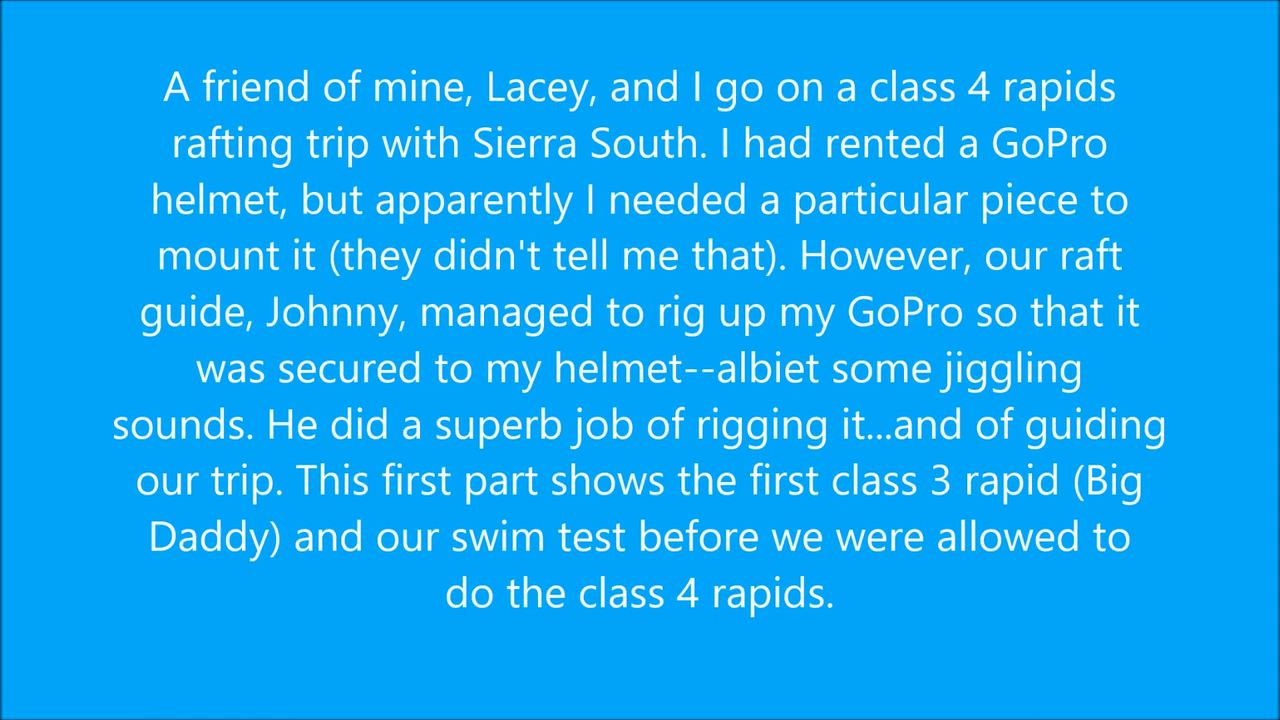 A friend of mine, Lacey, and I go on a class 4 rapids
rafting trip with Sierra South. I had rented a GoPro
helmet, but apparently I needed a particular piece to
mount it (they didn't tell me that). However, our raft
guide, Johnny, managed to rig up my GoPro so that it
was secured to my helmet--albiet some jiggling
sounds. He did a superb job of rigging it...and of guiding
our trip. This first part shows the first class 3 rapid (Big
Daddy) and our swim test before we were allowed to
do the class 4 rapids.